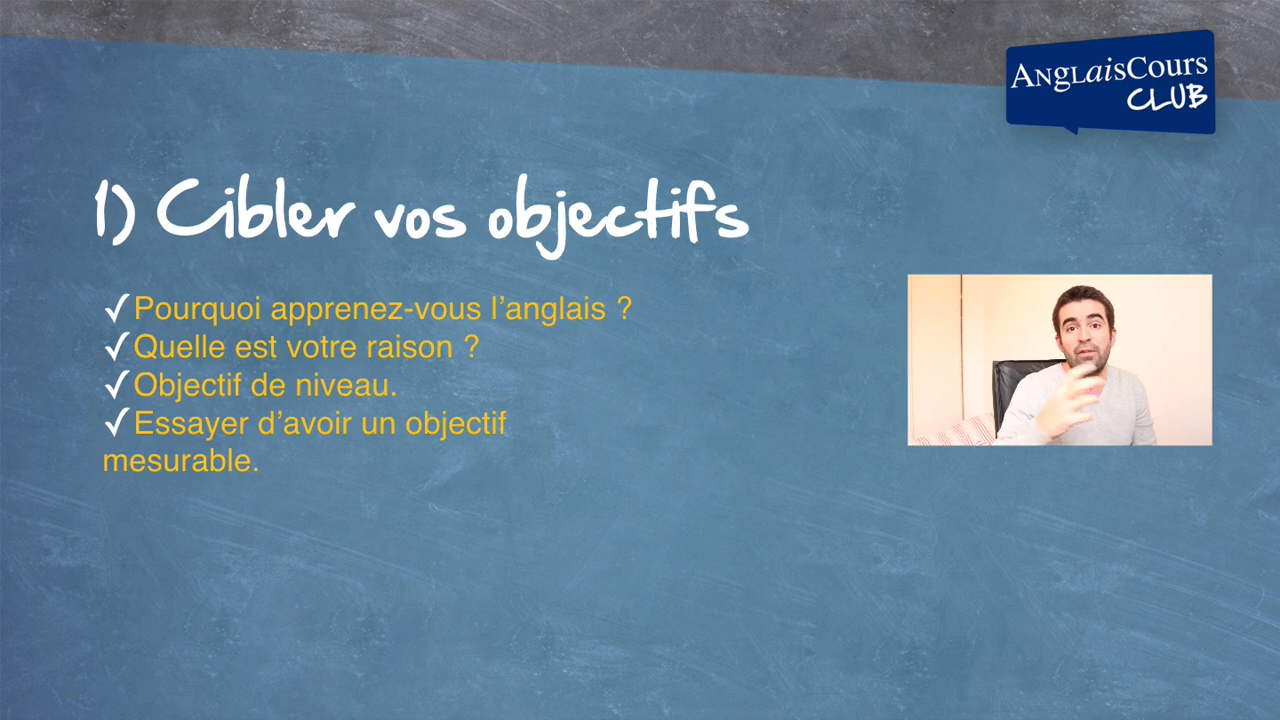 AnglaisCours
CLUB
1) Cibler vos objectifs
✓Pourquoi apprenez-vous l’anglais ?
✓Quelle est votre raison ?
✓Objectif de niveau.
✓Essayer d’avoir un objectif
mesurable.